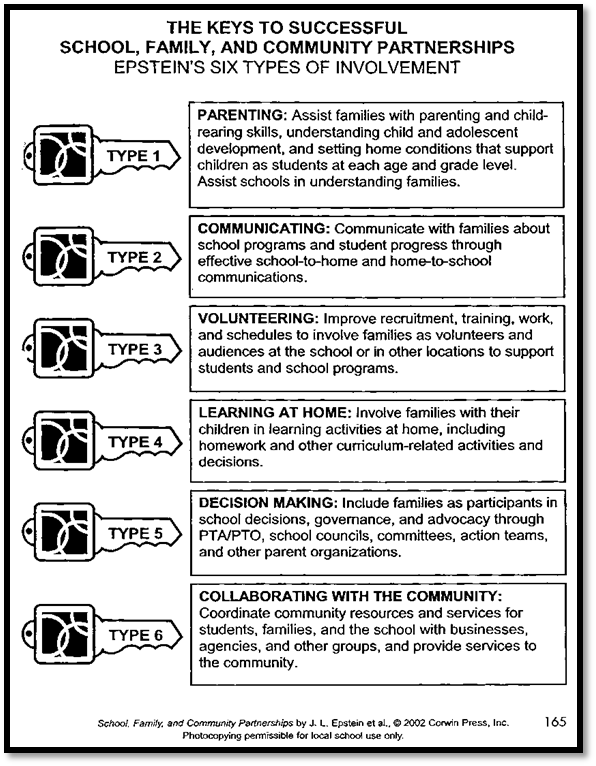 THE KEYS TO SUCCESSFUL
SCHOOL, FAMILY, AND COMMUNITY PARTNERSHIPS
EPSTEIN'S SIX TYPES OF INVOLVEMENT
TYPE 1
PARENTING: Assist families with parenting and child-
rearing skills, understanding child and adolescent
development, and setting home conditions that support
children as students at each age and grade level.
Assist schools in understanding families.
TYPE 2
COMMUNICATING: Communicate with families about
school programs and student progress through
effective school-to-home and home-to-school
communications.
TYPE 3
VOLUNTEERING: Improve recruitment, training, work,
and schedules to involve families as volunteers and
audiences at the school or in other locations to support
students and school programs.
TYPE 4
LEARNING AT HOME: Involve families with their
children in learning activities at home, including
homework and other curriculum-related activities and
decisions.
TYPE 5
DECISION MAKING: Include families as participants in
school decisions, governance, and advocacy through
PTA/PTO, school councils, committees, action teams,
and other parent organizations.
TYPE 6
COLLABORATING WITH THE COMMUNITY:
Coordinate community resources and services for
students, families, and the school with businesses,
agencies, and other groups, and provide services to
the community.
School, Family, and Community Partnerships by J. L. Epstein et al., © 2002 Corwin Press, Inc.
165
Photocopying permissible for local school use only.